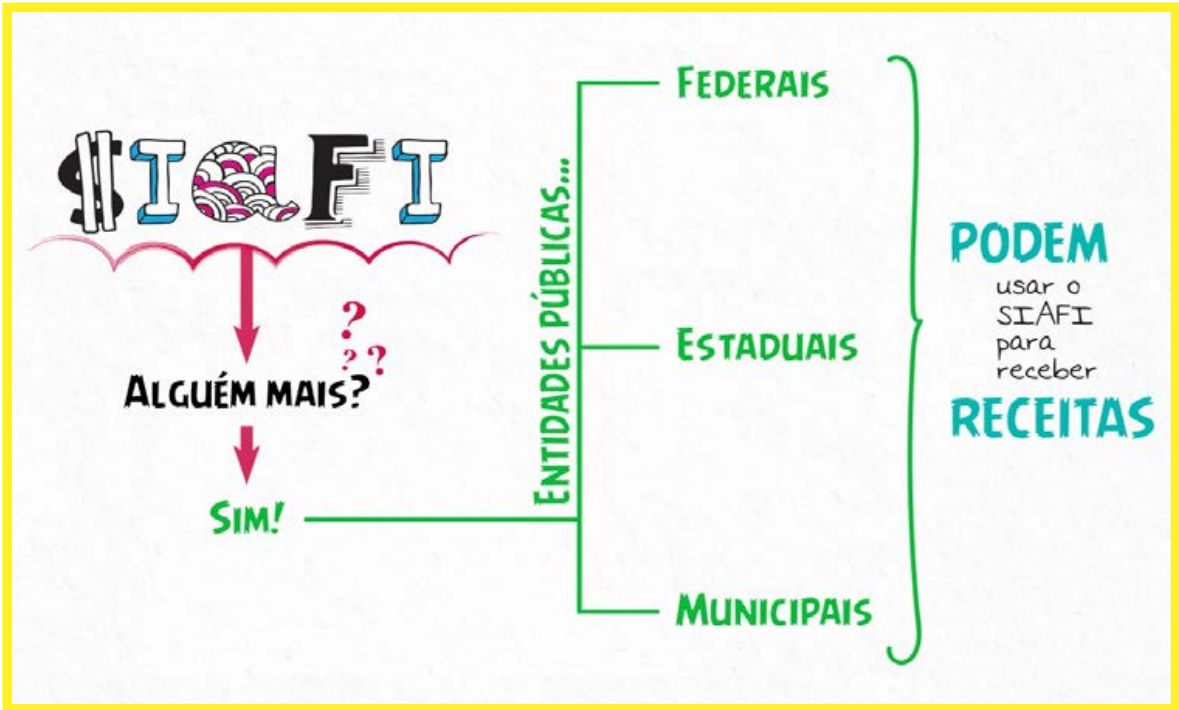 $IaFI
ALGUÉM MAIS?
? ? ?
SIM!
ENTIDADES PÚBLICAS...
FEDERAIS
ESTADUAIS
MUNICIPAIS
PODEM
usar o
SIAFI
para
receber
RECEITAS